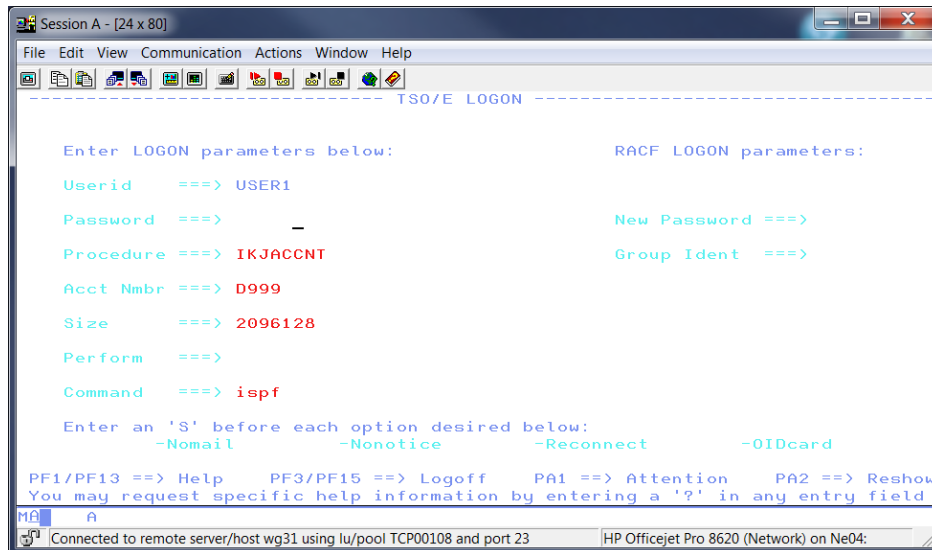 Session A - [24 x 80]
File Edit View Communication Actions Window Help
------------------------------- TSO/E LOGON -----------------------------------
Enter LOGON parameters below: RACF LOGON parameters:
Userid ===> USER1
Password ===> _ New Password ===>
Procedure ===> IKJACCNT Group Ident ===>
Acct Nmbr ===> D999
Size ===> 2096128
Perform ===>
Command ===> ispf
Enter an 'S' before each option desired below:
-Nomail -Nonotice -Reconnect -OIDcard
PF1/PF13 ==> Help PF3/PF15 ==> Logoff PA1 ==> Attention PA2 ==> Reshow
You may request specific help information by entering a '?' in any entry field
MA A
Connected to remote server/host wg31 using lu/pool TCP00108 and port 23 HP Officejet Pro 8620 (Network) on Ne04: